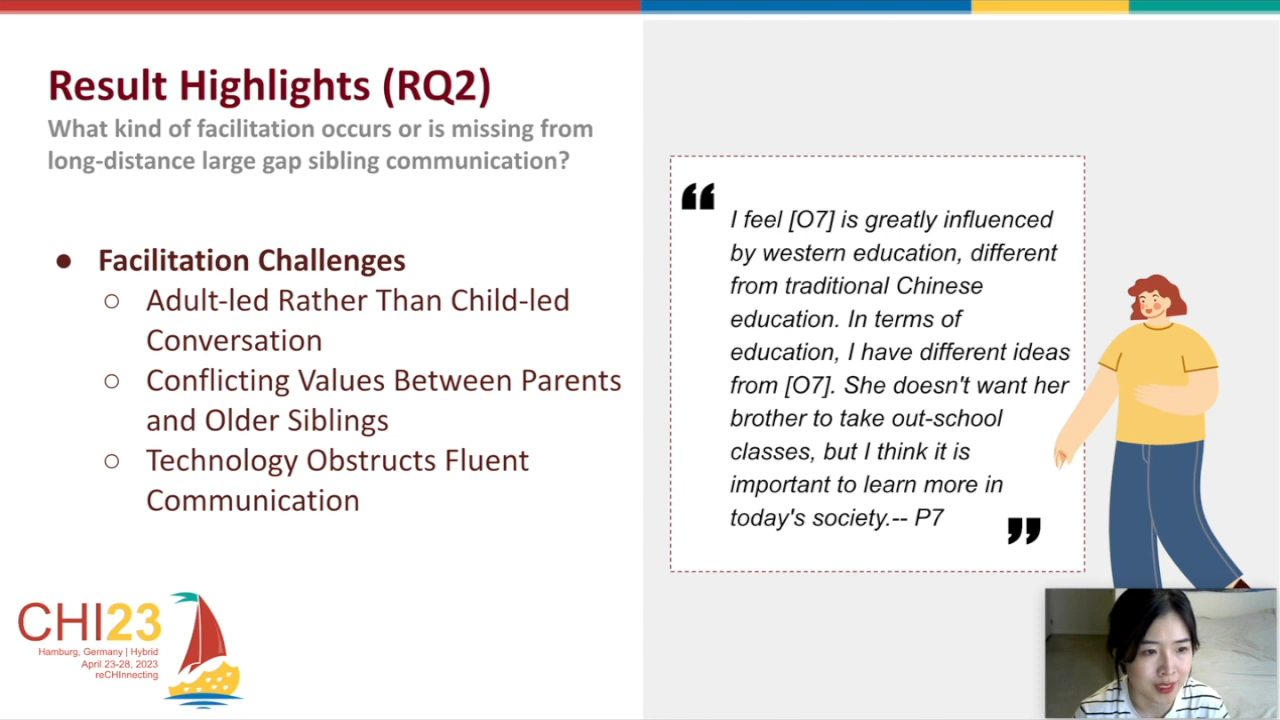 Result Highlights (RQ2)
What kind of facilitation occurs or is missing from
long-distance large gap sibling communication?
● Facilitation Challenges
○ Adult-led Rather Than Child-led
Conversation
○ Conflicting Values Between Parents
and Older Siblings
○ Technology Obstructs Fluent
Communication
CHI23
Hamburg, Germany | Hybrid
April 23-28, 2023
reCHInnecting
“
I feel [O7] is greatly influenced
by western education, different
from traditional Chinese
education. In terms of
education, I have different ideas
from [O7]. She doesn't want her
brother to take out-school
classes, but I think it is
important to learn more in
today's society.-- P7
”